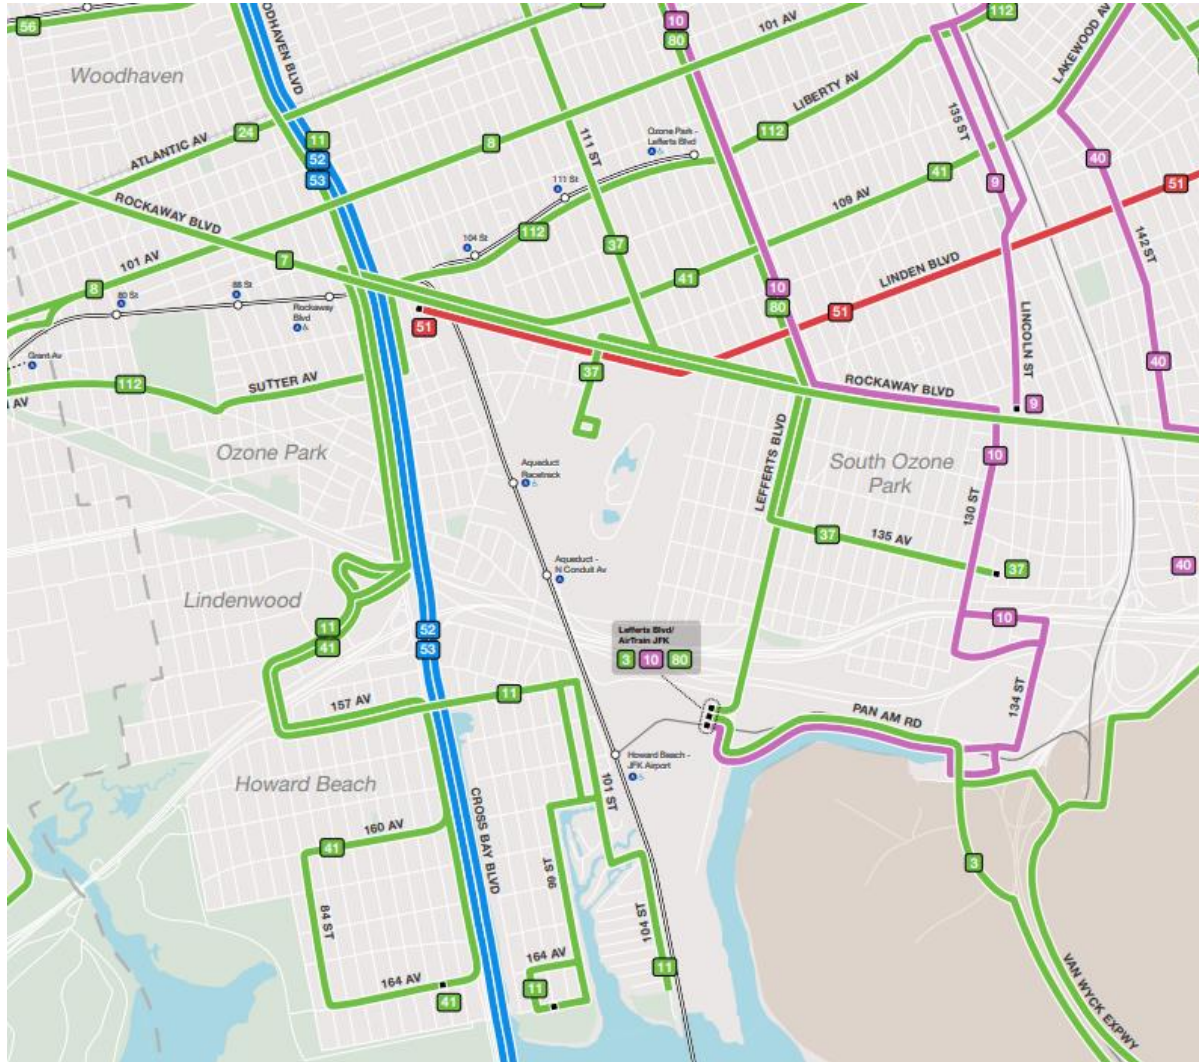 56
Woodhaven
WOODHAVEN BLVD
10
80
101 AV
112
LAKEWOOD AV
24
ATLANTIC AV
11
52
53
8
111 ST
LIBERTY AV
Ozone Park -
Lefferts Blvd
A
112
135 ST
9
41
109 AV
40
51
ROCKAWAY BLVD
111 St
A
104 St
A
112
37
142 ST
7
101 AV
8
80 St
A
88 St
A
Rockaway
Blvd
A
41
10
80
LINDEN BLVD
51
LINCOLN ST
51
Grant Av
A
112
SUTTER AV
AV
37
ROCKAWAY BLVD
9
40
Ozone Park
Aqueduct
Racetrack
A
LEFFERTS BLVD
South Ozone
Park
10
130 ST
37
135 AV
37
40
Aqueduct -
N Conduit Av
A
Lindenwood
11
41
52
53
Lefferts Blvd/
AirTrain JFK
3
10
80
10
157 AV
11
134 ST
PAN AM RD
Howard Beach -
JFK Airport
A
Howard Beach
101 ST
CROSS BAY BLVD
160 AV
41
99 ST
3
84 ST
104 ST
164 AV
41
164 AV
11
11
VAN WYCK EXPWY